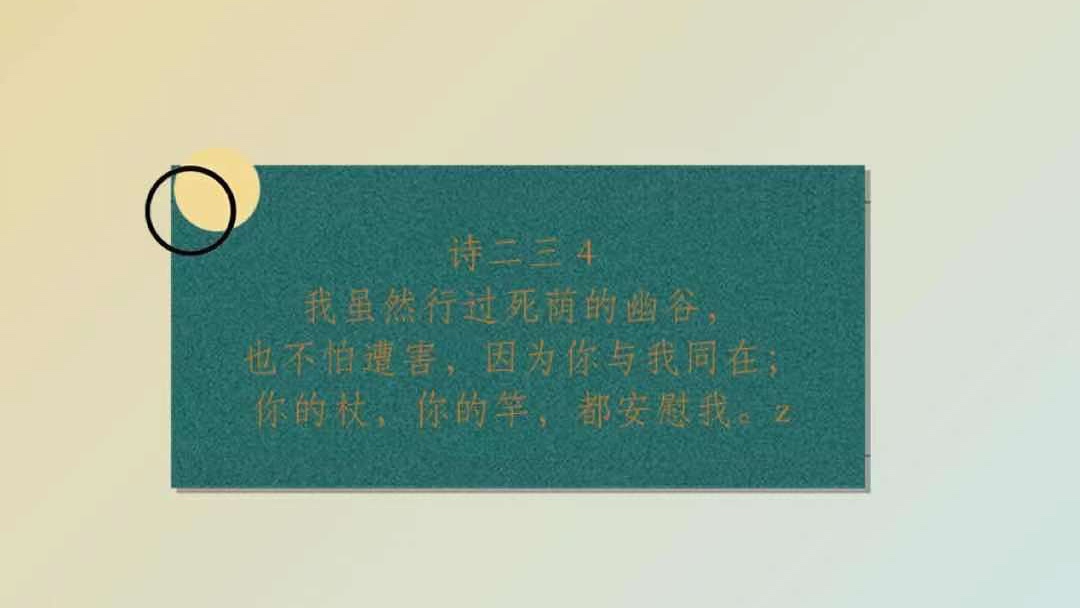 诗二三 4
我虽然行过死荫的幽谷，
也不怕遭害，因为你与我同在；
你的杖，你的竿，都安慰我。z